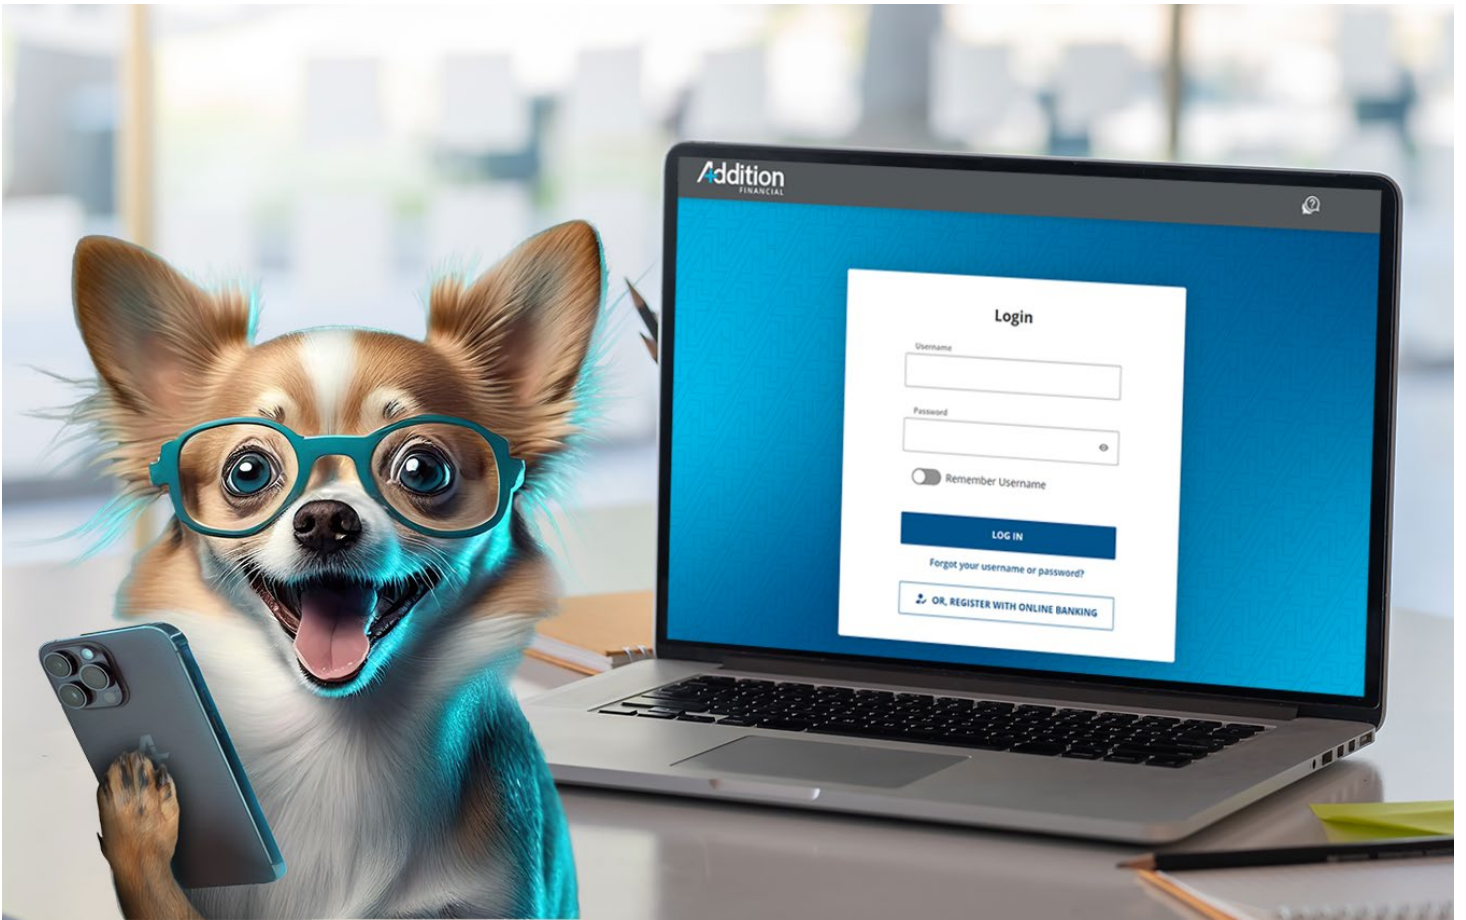 Addition
FINANCIAL
Login
Username
Password
Remember Username
LOG IN
Forgot your username or password?
OR, REGISTER WITH ONLINE BANKING